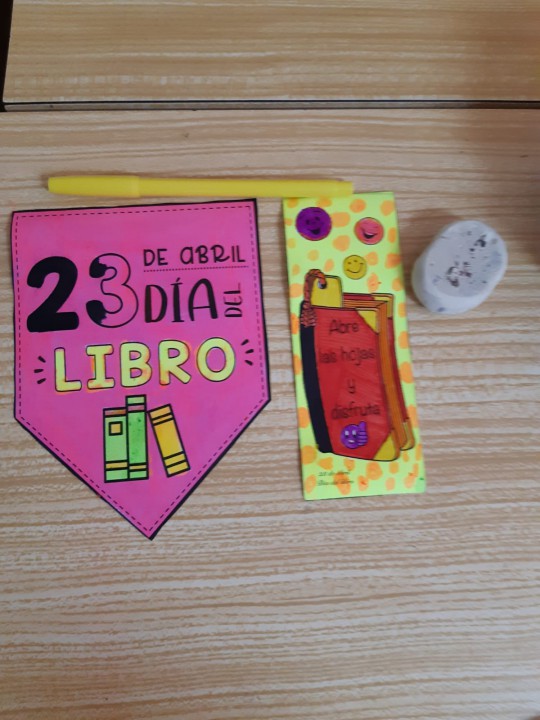 23
DE ABRIL
DÍA
DEL
LIBRO
Abre
las hojas
y
disfruta